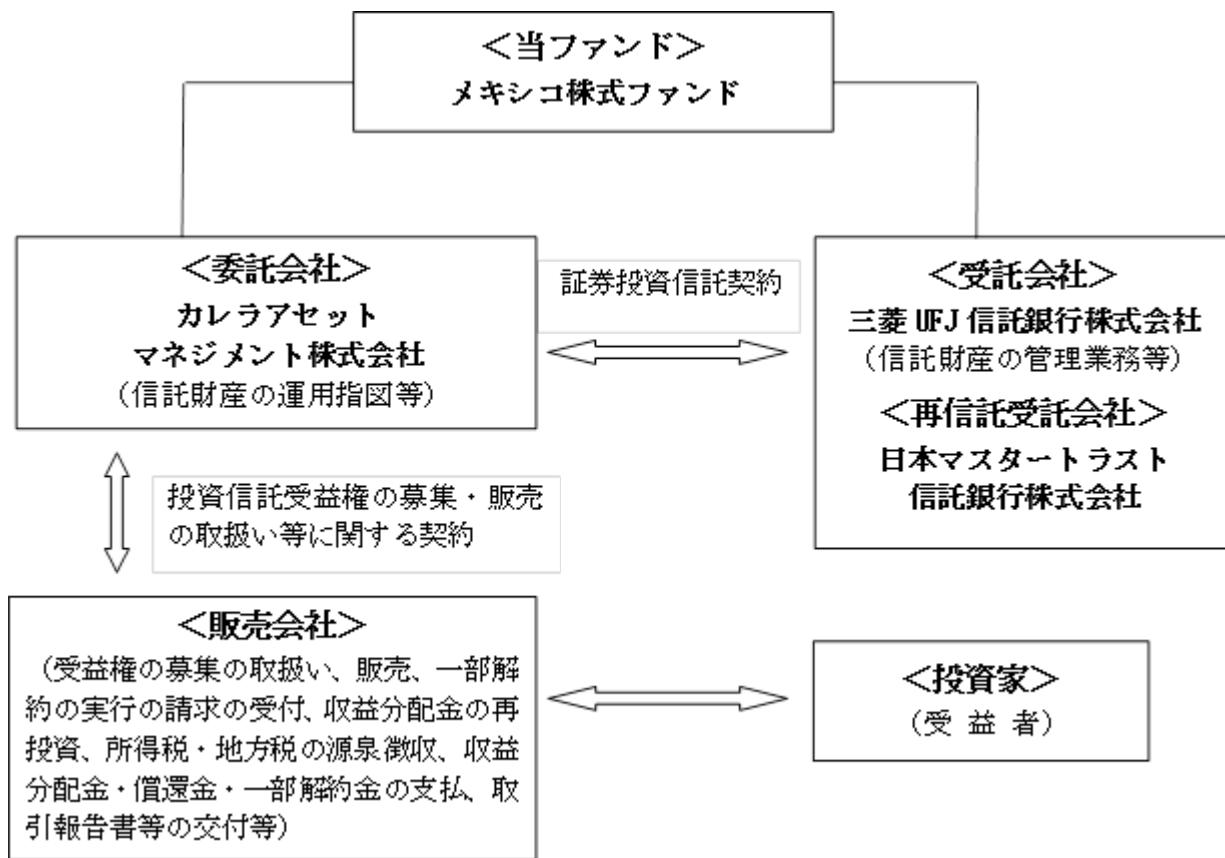 ＜当ファンド＞
メキシコ株式ファンド
＜委託会社＞
カレラアセット
マネジメント株式会社
（信託財産の運用指図等）
証券投資信託契約
＜受託会社＞
三菱 UFJ 信託銀行株式会社
（信託財産の管理業務等）
＜再信託受託会社＞
日本マスタートラスト
信託銀行株式会社
投資信託受益権の募集・販売
の取扱い等に関する契約
＜販売会社＞
（受益権の募集の取扱い、販売、一部解
約の実行の請求の受付、収益分配金の再
投資、所得税・地方税の源泉徴収、収益
分配金・償還金・一部解約金の支払、取
引報告書等の交付等）
＜投資家＞
（受 益 者）